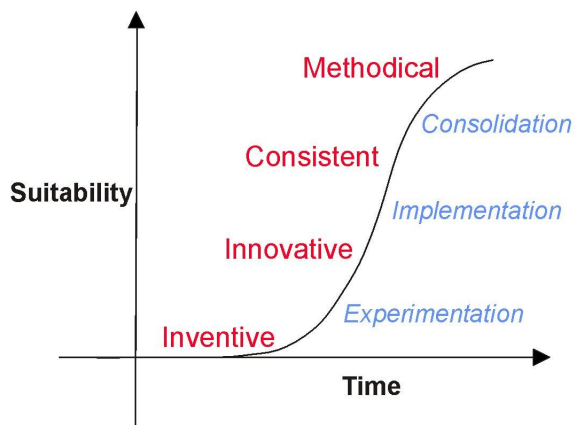 Methodical
Consolidation
Consistent
Suitability
Implementation
Innovative
Experimentation
Inventive
Time